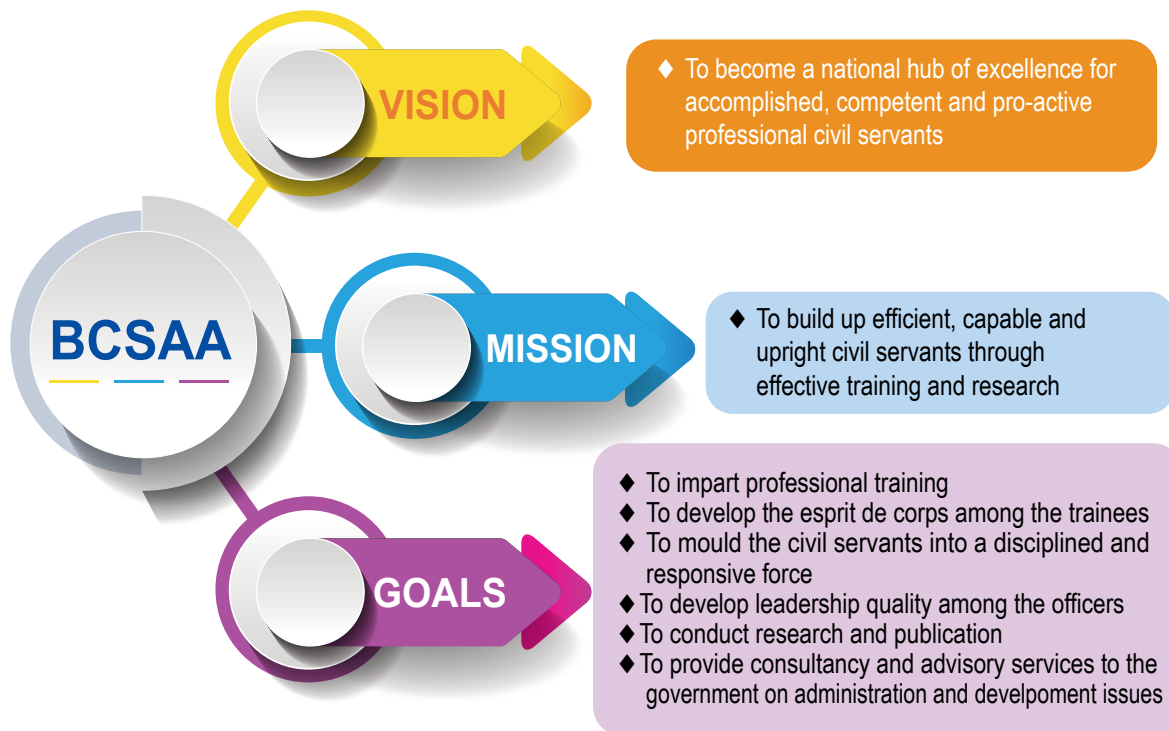 VISION
♦ To become a national hub of excellence for
accomplished, competent and pro-active
professional civil servants
BCSAA
MISSION
♦ To build up efficient, capable and
upright civil servants through
effective training and research
GOALS
♦ To impart professional training
♦ To develop the esprit de corps among the trainees
♦ To mould the civil servants into a disciplined and
responsive force
♦ To develop leadership quality among the officers
♦ To conduct research and publication
♦ To provide consultancy and advisory services to the
government on administration and develpoment issues